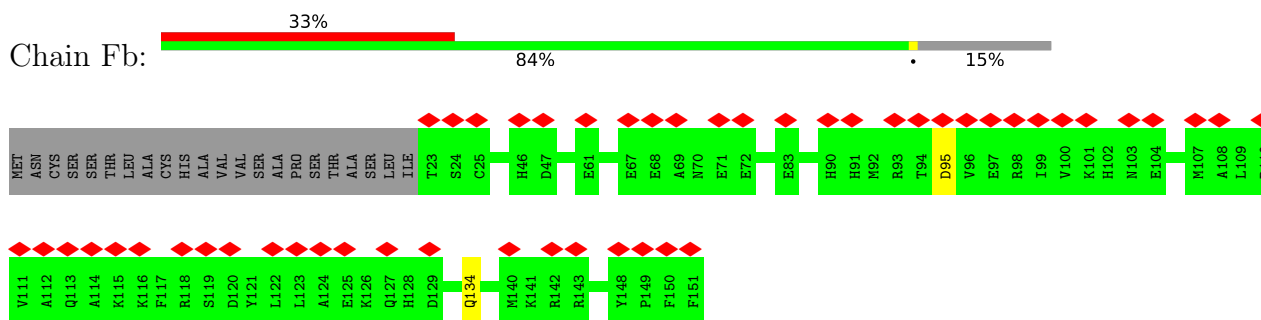 33%
Chain Fb:
84% • 15%
MET ASN CYS SER SER THR LEU ALA CYS HIS ALA VAL VAL SER ALA PRO SER THR ALA SER LEU ILE T23 S24 C25 H46 D47 E61 E67 E68 A69 N70 E71 E72 E83 H90 H91 M92 R93 T94 D95 V96 E97 R98 I99 V100 K101 H102 N103 E104 M107 A108 L109
V111 A112 Q113 A114 K115 K116 F117 R118 S119 D120 Y121 L122 L123 A124 E125 K126 Q127 H128 D129 Q134 M140 K141 R142 R143 Y148 P149 F150 F151